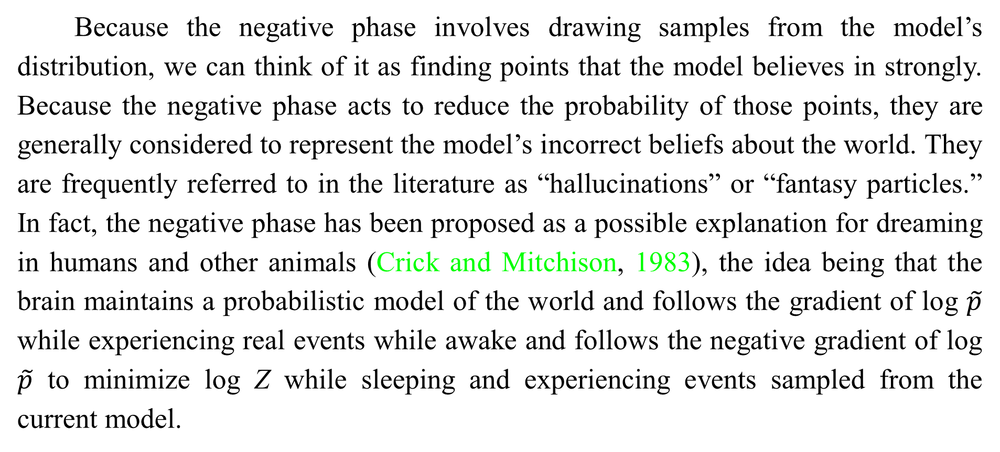 Because the negative phase involves drawing samples from the model’s
distribution, we can think of it as finding points that the model believes in strongly.
Because the negative phase acts to reduce the probability of those points, they are
generally considered to represent the model’s incorrect beliefs about the world. They
are frequently referred to in the literature as “hallucinations” or “fantasy particles.”
In fact, the negative phase has been proposed as a possible explanation for dreaming
in humans and other animals (Crick and Mitchison, 1983), the idea being that the
brain maintains a probabilistic model of the world and follows the gradient of log p̃
while experiencing real events while awake and follows the negative gradient of log
p̃ to minimize log Z while sleeping and experiencing events sampled from the
current model.